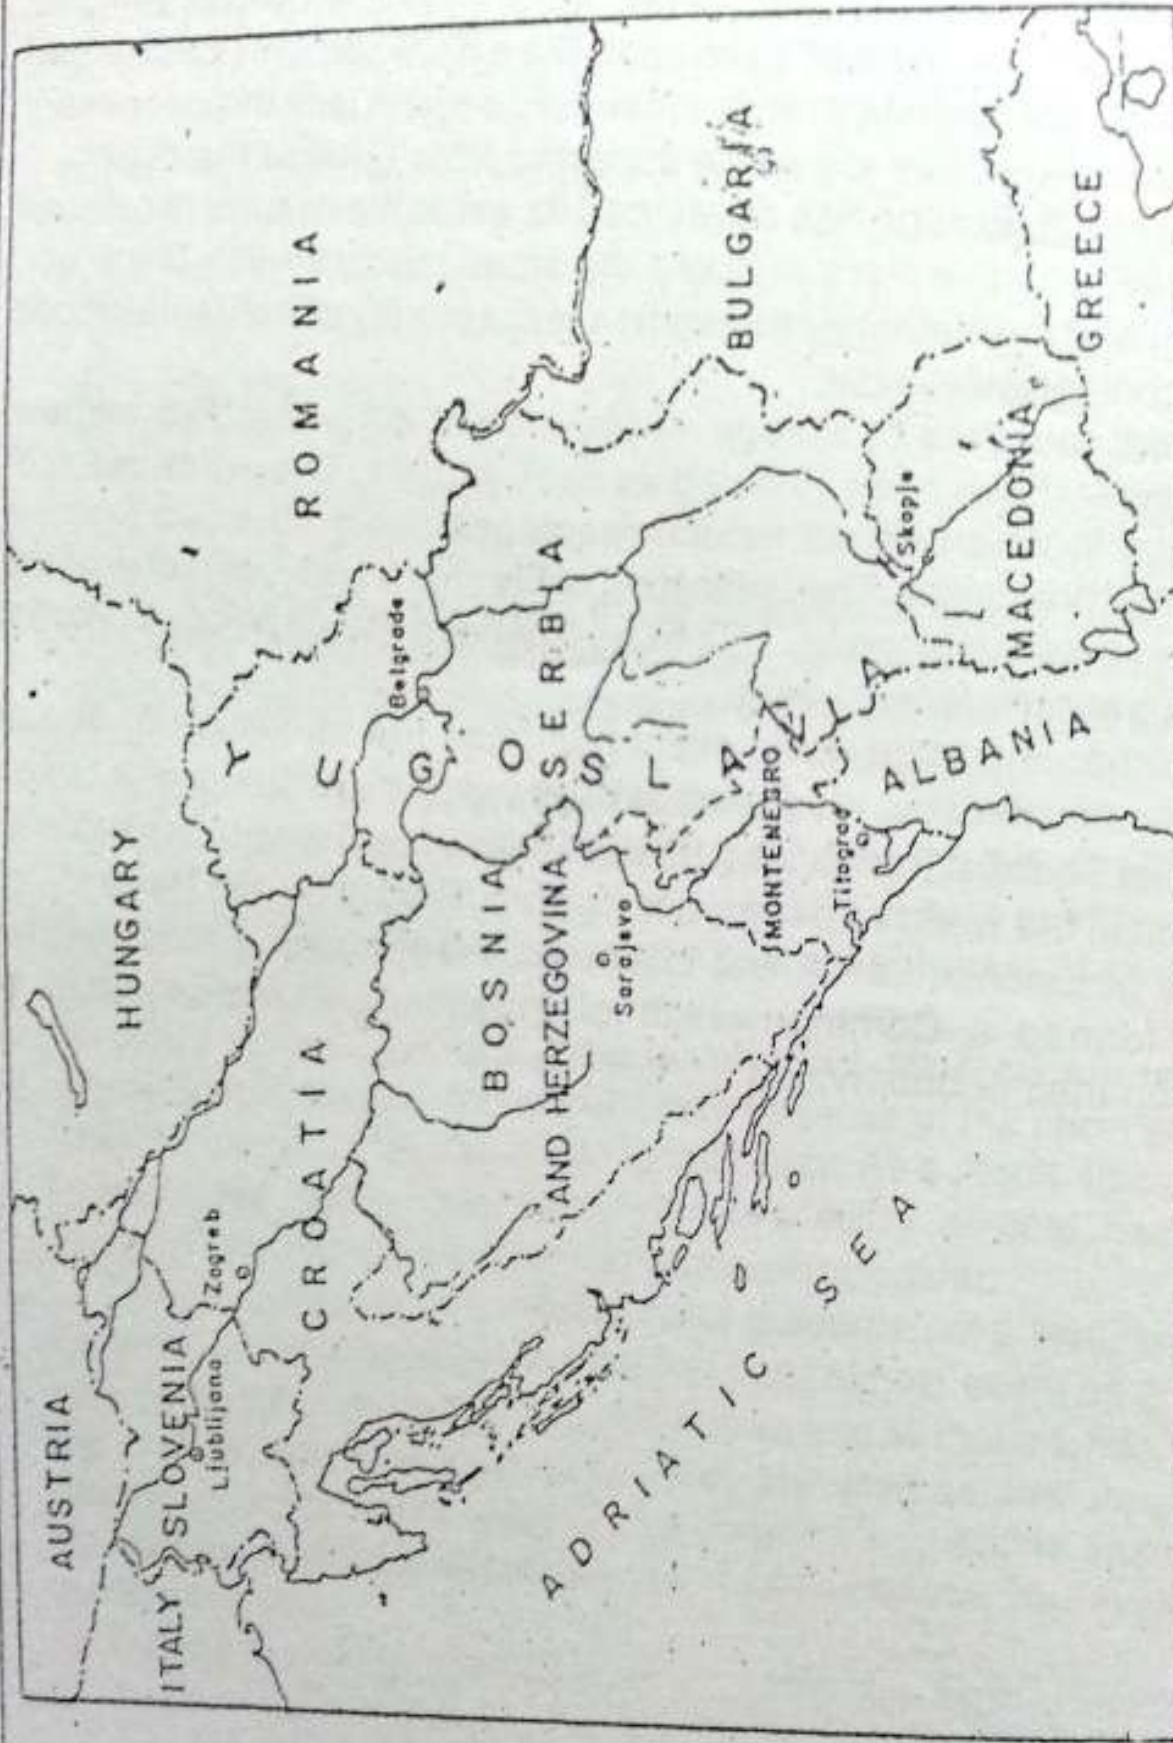 AUSTRIA
HUNGARY
ITALY
SLOVENIA
Ljublijana
Zagreb
CROATIA
ROMANIA
YUGOSLAVIA
Belgrade
BOSNIA
AND HERZEGOVINA
Sarajevo
SERBIA
MONTENEGRO
Titograd
BULGARIA
Skopje
MACEDONIA
ALBANIA
GREECE
ADRIATIC SEA